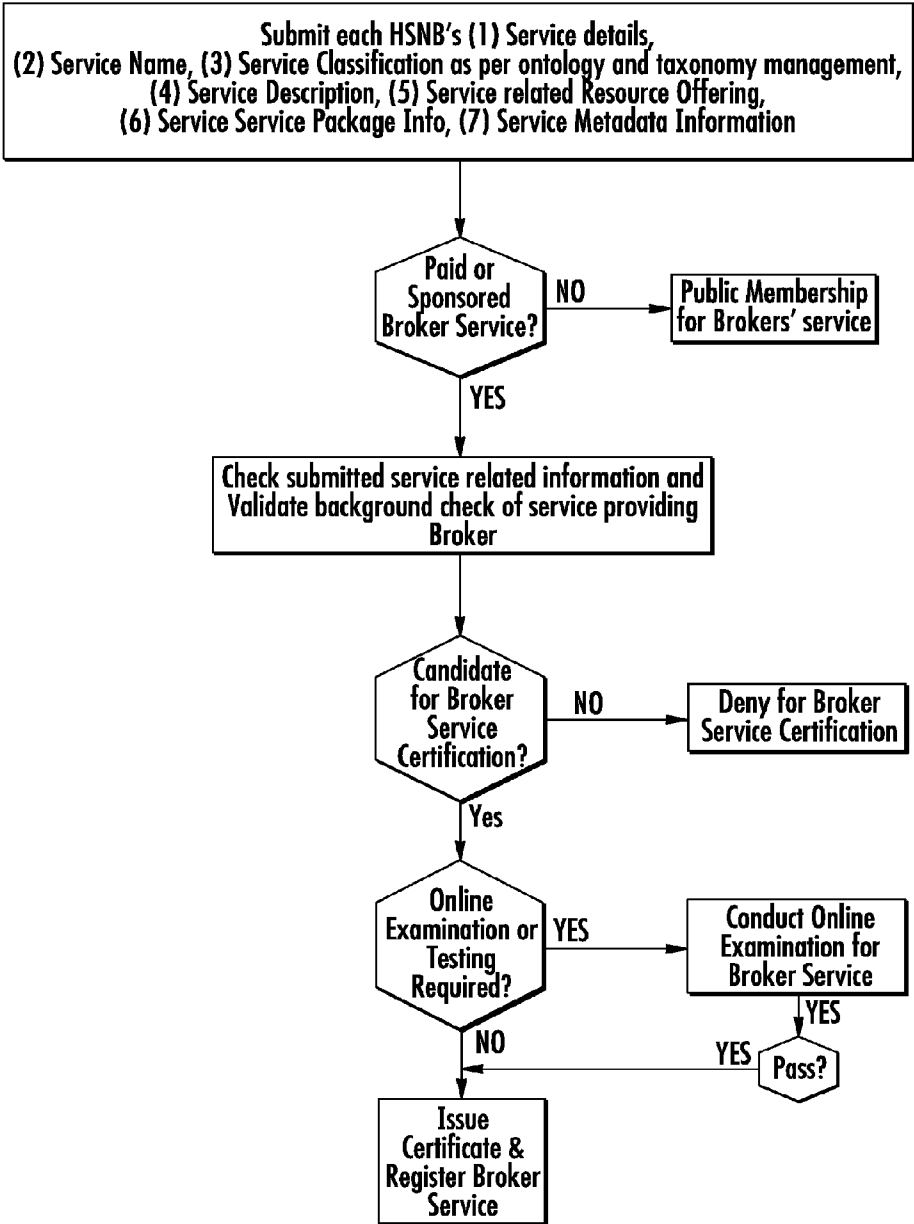 Submit each HSNB's (1) Service details,
(2) Service Name, (3) Service Classification as per ontology and taxonomy management,
(4) Service Description, (5) Service related Resource Offering,
(6) Service Service Package Info, (7) Service Metadata Information
Paid or
Sponsored
Broker Service?
NO
Public Membership
for Brokers' service
YES
Check submitted service related information and
Validate background check of service providing
Broker
Candidate
for Broker
Service
Certification?
NO
Deny for Broker
Service Certification
Yes
Online
Examination or
Testing
Required?
YES
Conduct Online
Examination for
Broker Service
YES
NO
YES
Pass?
Issue
Certificate &
Register Broker
Service